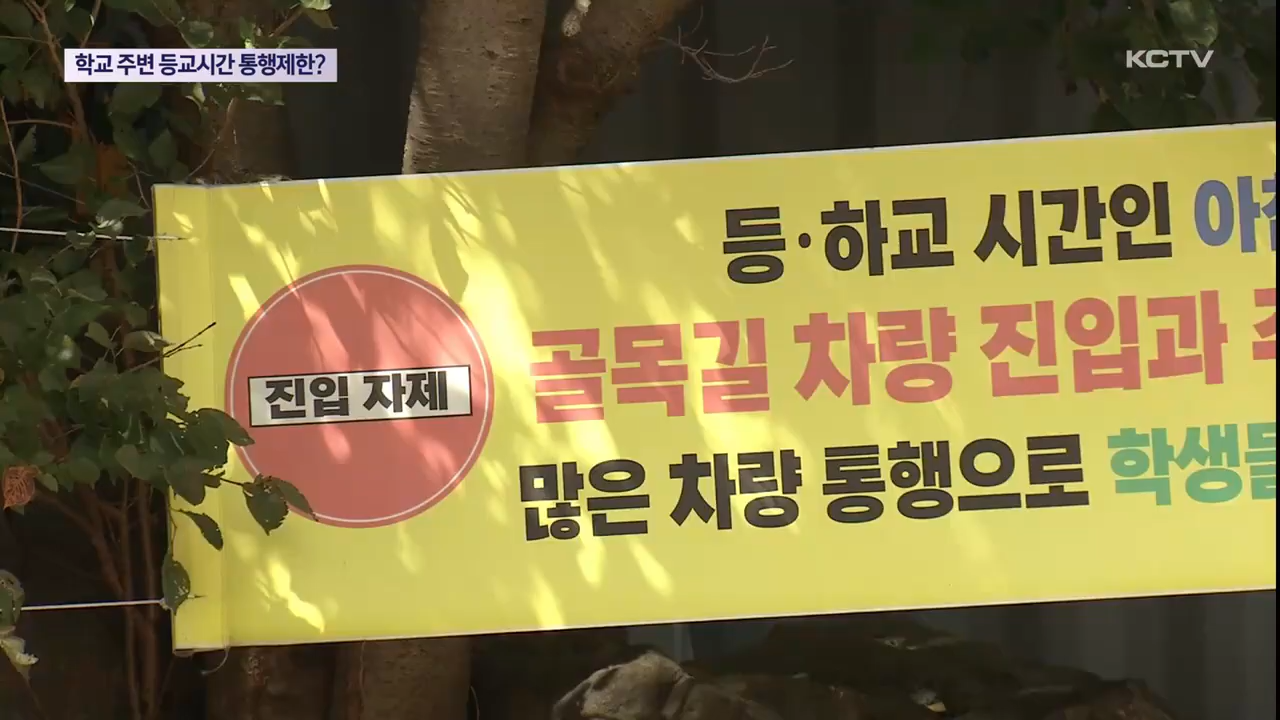 학교 주변 등교시간 통행제한?
KCTV
등·하교 시간인
골목길 차량 진입과
진입 자제
많은 차량 통행으로